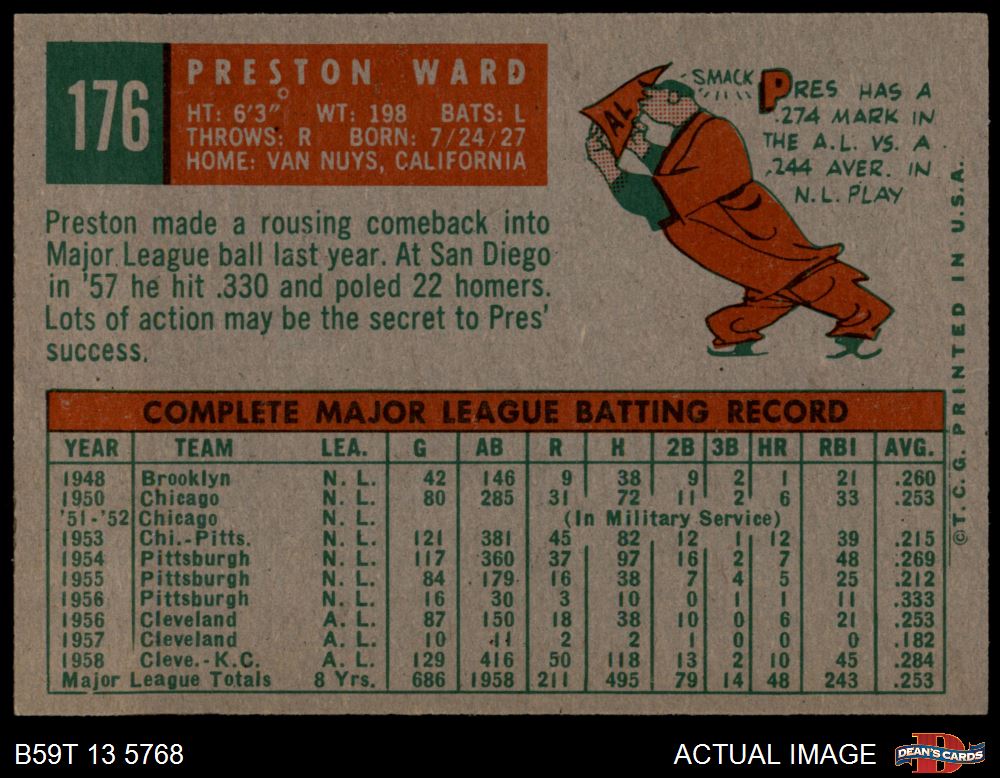 176
PRESTON WARD
HT: 6'3" WT: 198 BATS: L
THROWS: R BORN: 7/24/27
HOME: VAN NUYS, CALIFORNIA
Preston made a rousing comeback into
Major League ball last year. At San Diego
in '57 he hit .330 and poled 22 homers.
Lots of action may be the secret to Pres'
success.
AL
SMACK
PRES HAS A
.274 MARK IN
THE A.L. VS. A
.244 AVER. IN
N.L. PLAY
COMPLETE MAJOR LEAGUE BATTING RECORD
YEAR TEAM LEA. G AB R H 2B 3B HR RBI AVG.
1948 Brooklyn N. L. 42 146 9 38 9 2 1 21 .260
1950 Chicago N. L. 80 285 31 72 11 2 6 33 .253
'51-'52 Chicago N. L. (In Military Service)
1953 Chi.-Pitts. N. L. 121 381 45 82 12 1 12 39 .215
1954 Pittsburgh N. L. 117 360 37 97 16 2 7 48 .269
1955 Pittsburgh N. L. 84 179 16 38 7 4 5 25 .212
1956 Pittsburgh N. L. 16 30 3 10 0 1 1 11 .333
1956 Cleveland A. L. 87 150 18 38 10 0 6 21 .253
1957 Cleveland A. L. 10 11 2 2 1 0 0 0 .182
1958 Cleve.-K.C. A. L. 129 416 50 118 13 2 10 45 .284
Major League Totals 8 Yrs. 686 1958 211 495 79 14 48 243 .253
©T. C. G. PRINTED IN U.S.A.
B59T 13 5768
ACTUAL IMAGE
D
DEAN'S CARDS